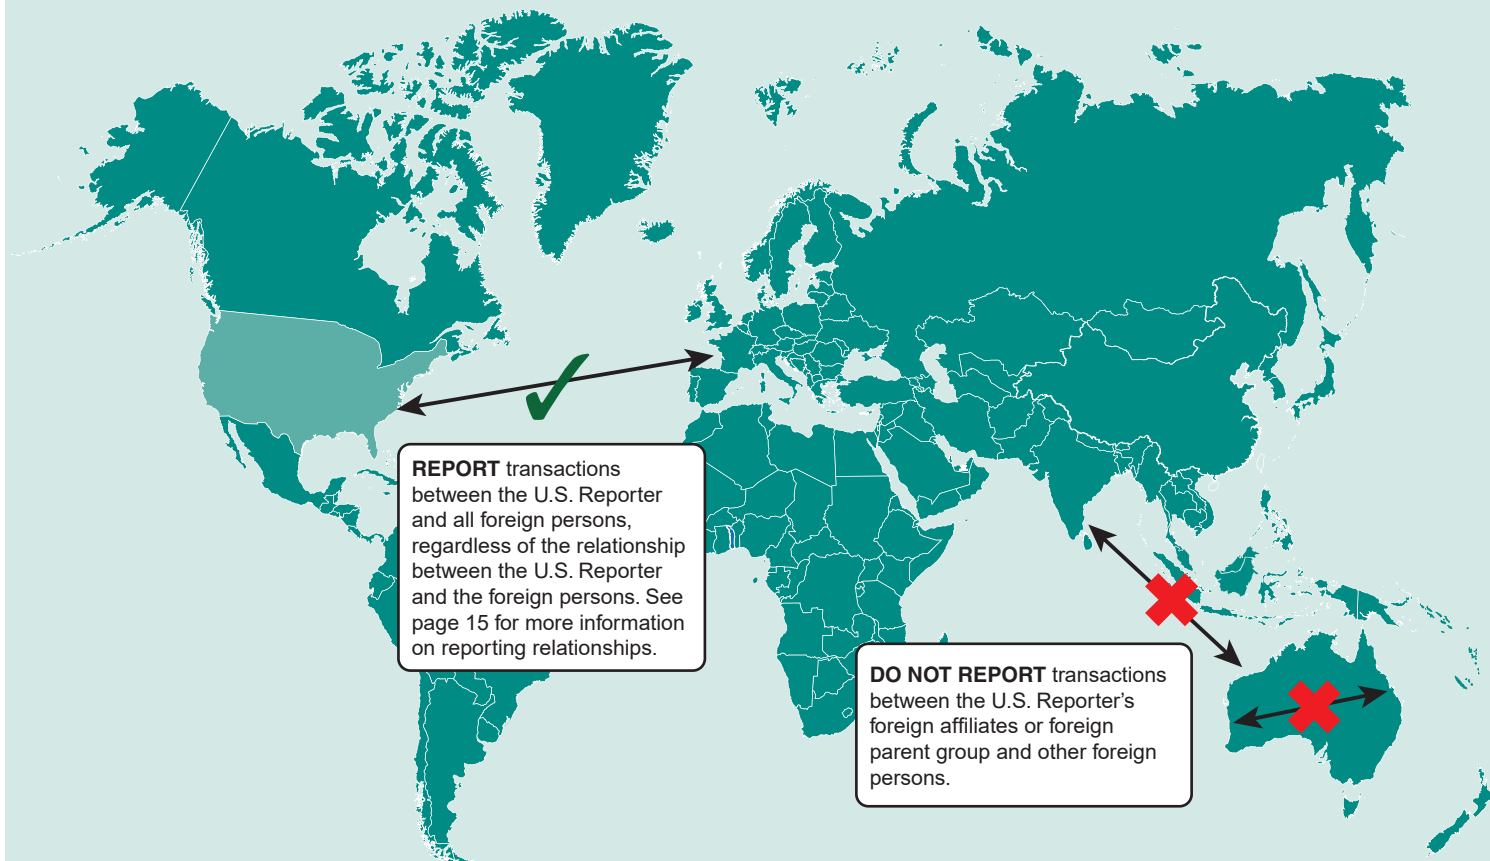 REPORT transactions
between the U.S. Reporter
and all foreign persons,
regardless of the relationship
between the U.S. Reporter
and the foreign persons. See
page 15 for more information
on reporting relationships.
DO NOT REPORT transactions
between the U.S. Reporter’s
foreign affiliates or foreign
parent group and other foreign
persons.